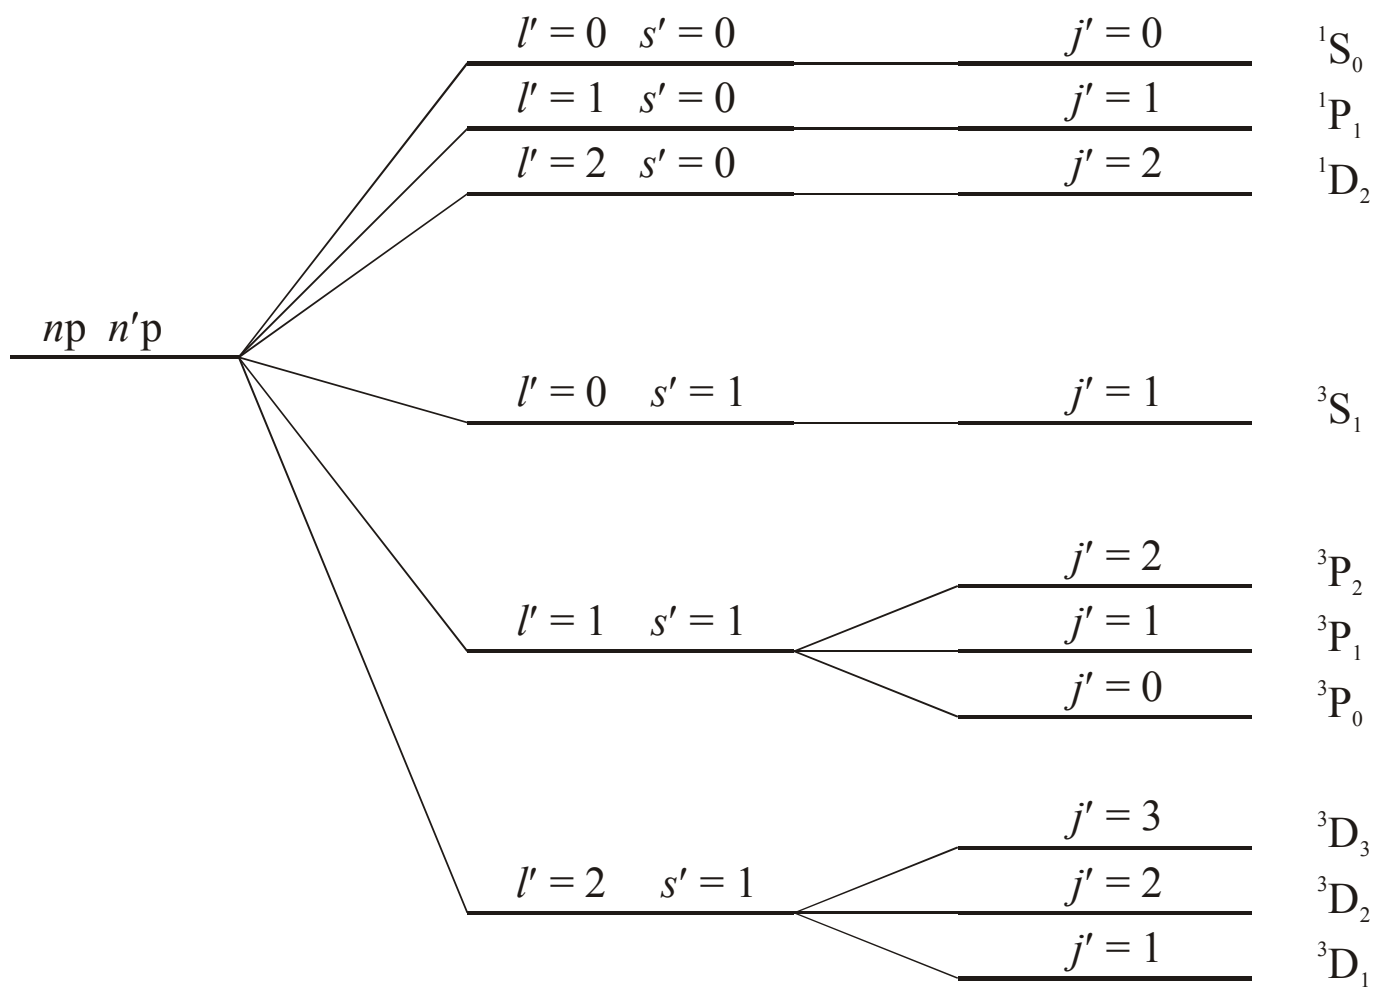 l′ = 0 s′ = 0 j′ = 0 ¹S₀
l′ = 1 s′ = 0 j′ = 1 ¹P₁
l′ = 2 s′ = 0 j′ = 2 ¹D₂
np n′p
l′ = 0 s′ = 1 j′ = 1 ³S₁
j′ = 2 ³P₂
l′ = 1 s′ = 1 j′ = 1 ³P₁
j′ = 0 ³P₀
j′ = 3 ³D₃
l′ = 2 s′ = 1 j′ = 2 ³D₂
j′ = 1 ³D₁